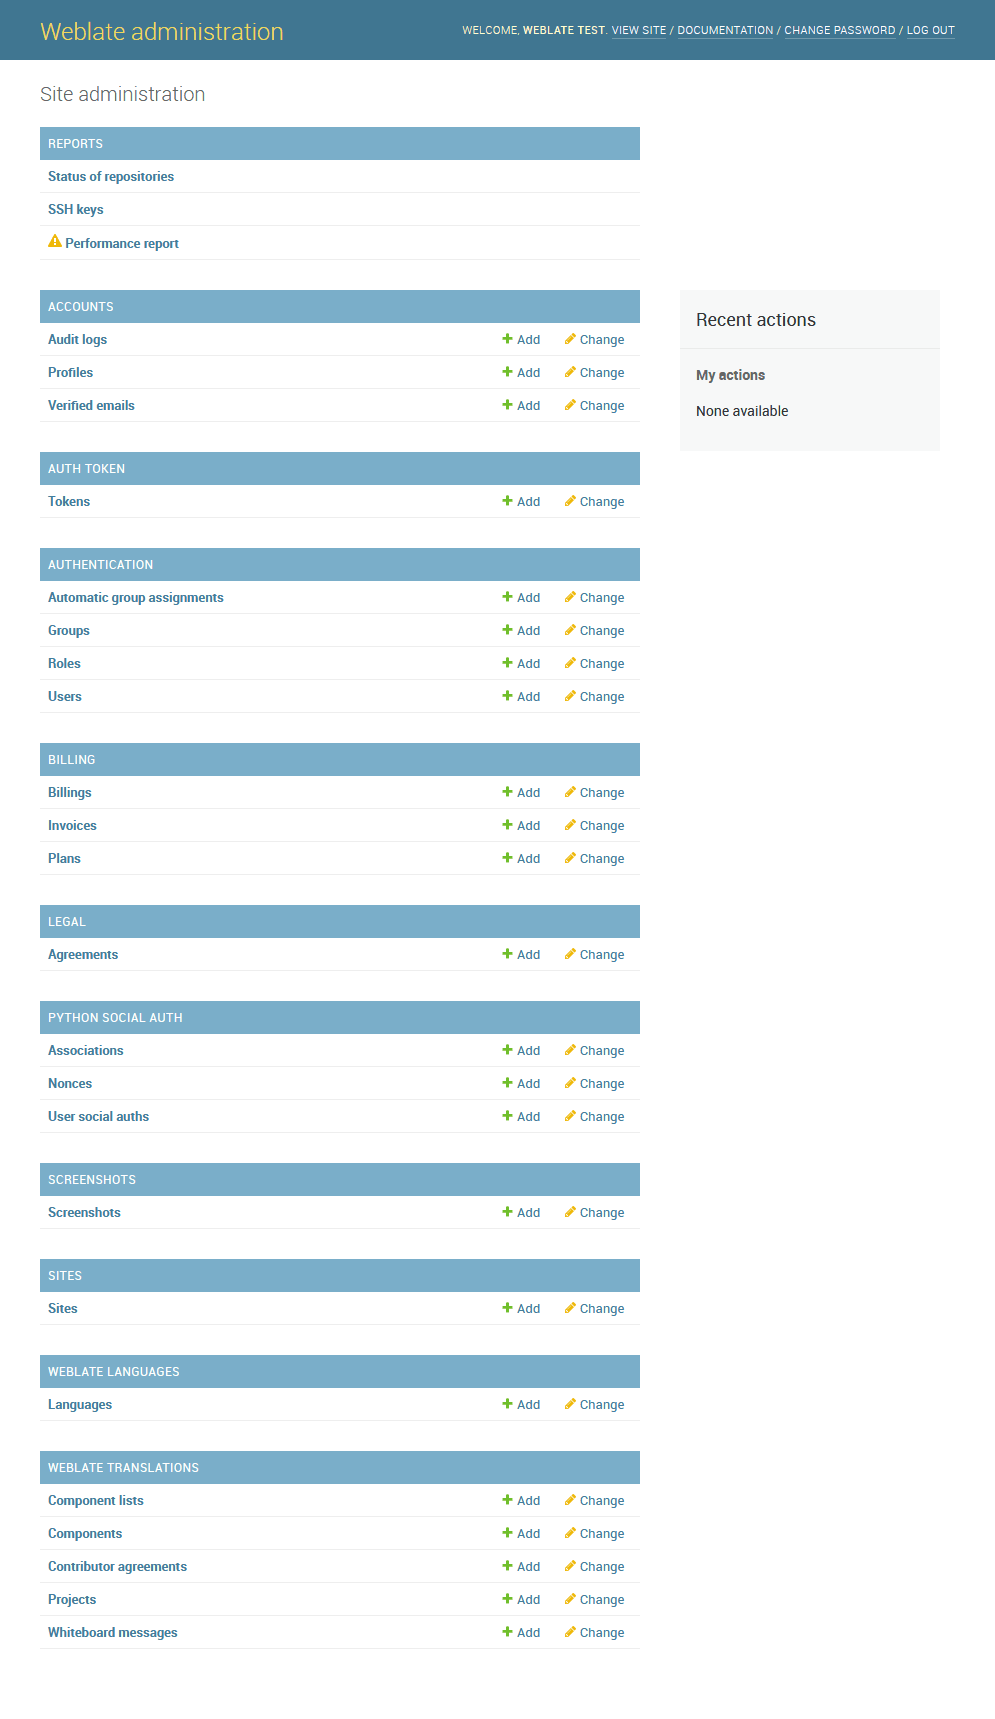 Weblate administration
WELCOME, WEBLATE TEST. VIEW SITE / DOCUMENTATION / CHANGE PASSWORD / LOG OUT
Site administration
REPORTS
Status of repositories
SSH keys
Performance report
ACCOUNTS
Audit logs Add Change
Profiles Add Change
Verified emails Add Change
Recent actions
My actions
None available
AUTH TOKEN
Tokens Add Change
AUTHENTICATION
Automatic group assignments Add Change
Groups Add Change
Roles Add Change
Users Add Change
BILLING
Billings Add Change
Invoices Add Change
Plans Add Change
LEGAL
Agreements Add Change
PYTHON SOCIAL AUTH
Associations Add Change
Nonces Add Change
User social auths Add Change
SCREENSHOTS
Screenshots Add Change
SITES
Sites Add Change
WEBLATE LANGUAGES
Languages Add Change
WEBLATE TRANSLATIONS
Component lists Add Change
Components Add Change
Contributor agreements Add Change
Projects Add Change
Whiteboard messages Add Change